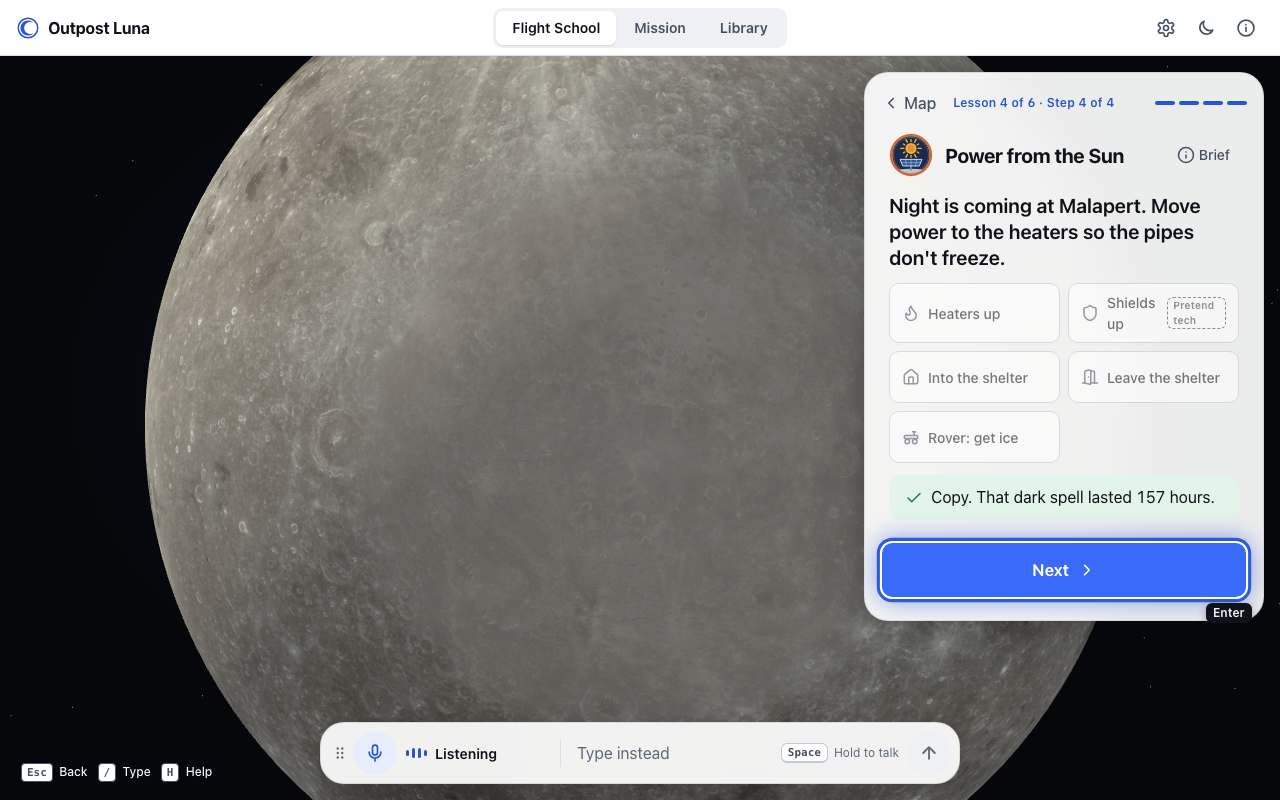 Outpost Luna
Flight School
Mission
Library
Map
Lesson 4 of 6 · Step 4 of 4
Power from the Sun
Brief
Night is coming at Malapert. Move
power to the heaters so the pipes
don't freeze.
Heaters up
Shields
up
Pretend
tech
Into the shelter
Leave the shelter
Rover: get ice
Copy. That dark spell lasted 157 hours.
Next
Enter
Listening
Type instead
Space
Hold to talk
Esc
Back
/
Type
H
Help